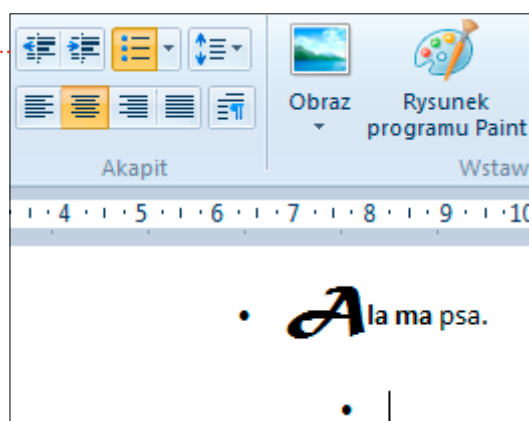 Obraz
Rysunek
programu Paint
Akapit
Wstaw
4 5 6 7 8 9 10
• Ala ma psa.
•